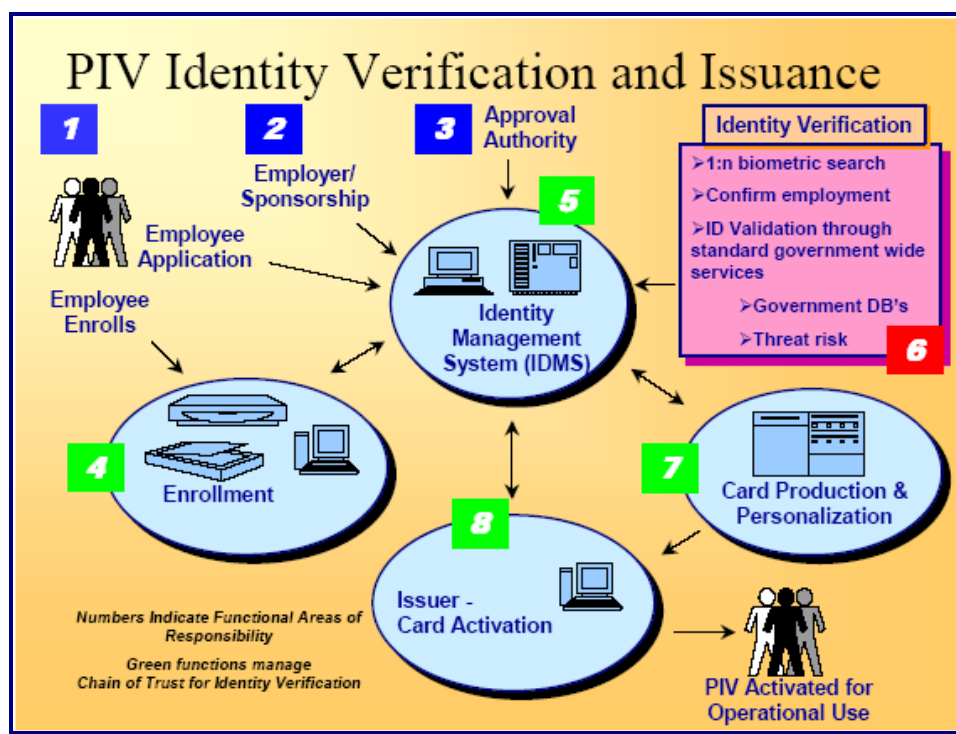 PIV Identity Verification and Issuance
1
2
3
Approval
Authority
Identity Verification
➢1:n biometric search
➢Confirm employment
➢ID Validation through
standard government wide
services
➢Government DB's
➢Threat risk
6
Employer/
Sponsorship
5
Employee
Application
Employee
Enrolls
Identity
Management
System (IDMS)
4
Enrollment
7
Card Production &
Personalization
8
Issuer -
Card Activation
Numbers Indicate Functional Areas of
Responsibility
Green functions manage
Chain of Trust for Identity Verification
PIV Activated for
Operational Use